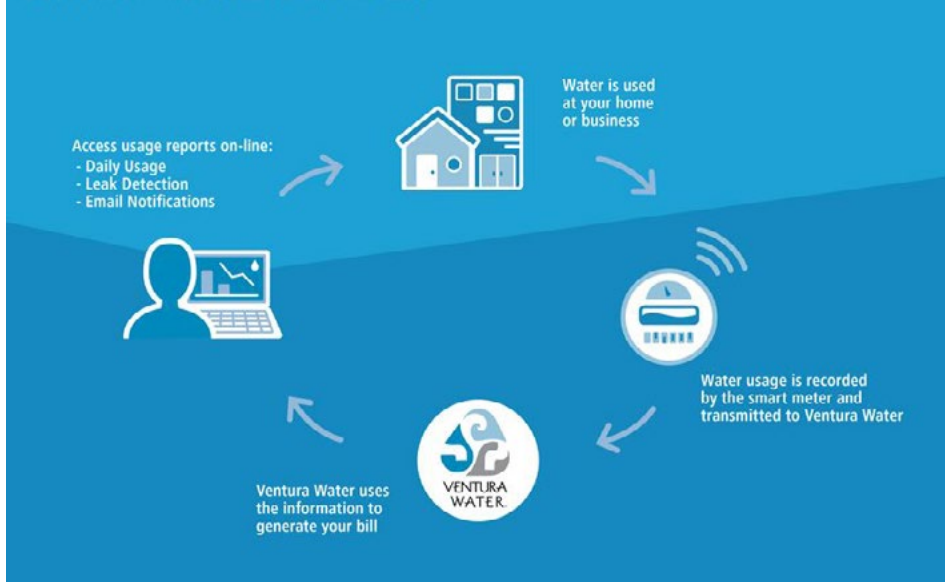 Water is used
at your home
or business
Access usage reports on-line:
- Daily Usage
- Leak Detection
- Email Notifications
Water usage is recorded
by the smart meter and
transmitted to Ventura Water
VENTURA
WATER
Ventura Water uses
the information to
generate your bill